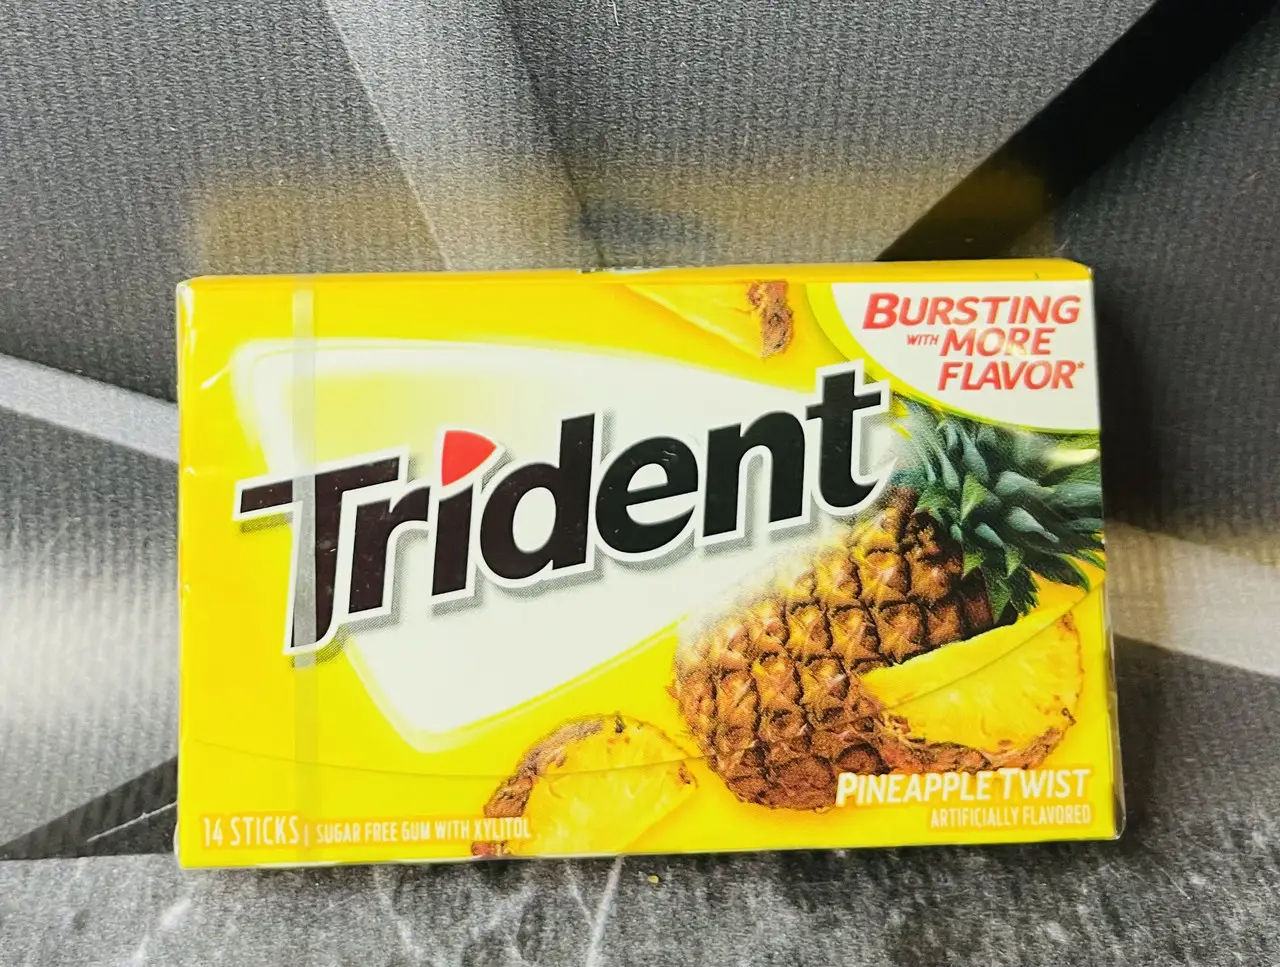 BURSTING
WITH MORE
FLAVOR*
Trident
PINEAPPLE TWIST
ARTIFICIALLY FLAVORED
14 STICKS | SUGAR FREE GUM WITH XYLITOL